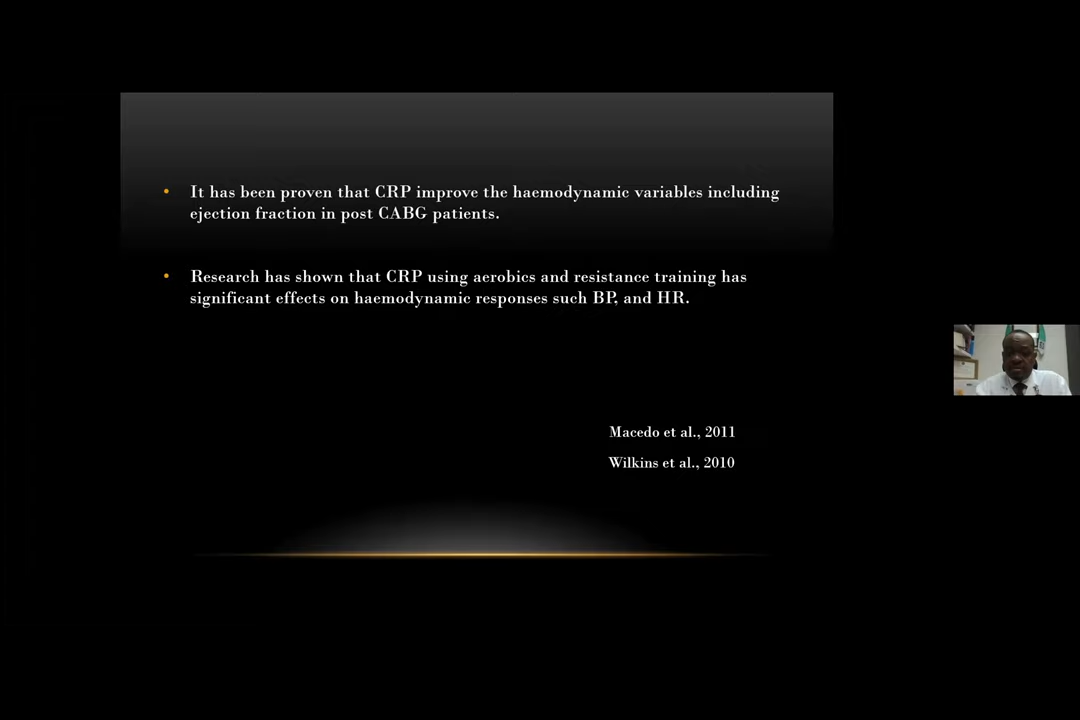 • It has been proven that CRP improve the haemodynamic variables including
ejection fraction in post CABG patients.
• Research has shown that CRP using aerobics and resistance training has
significant effects on haemodynamic responses such BP, and HR.
Macedo et al., 2011
Wilkins et al., 2010